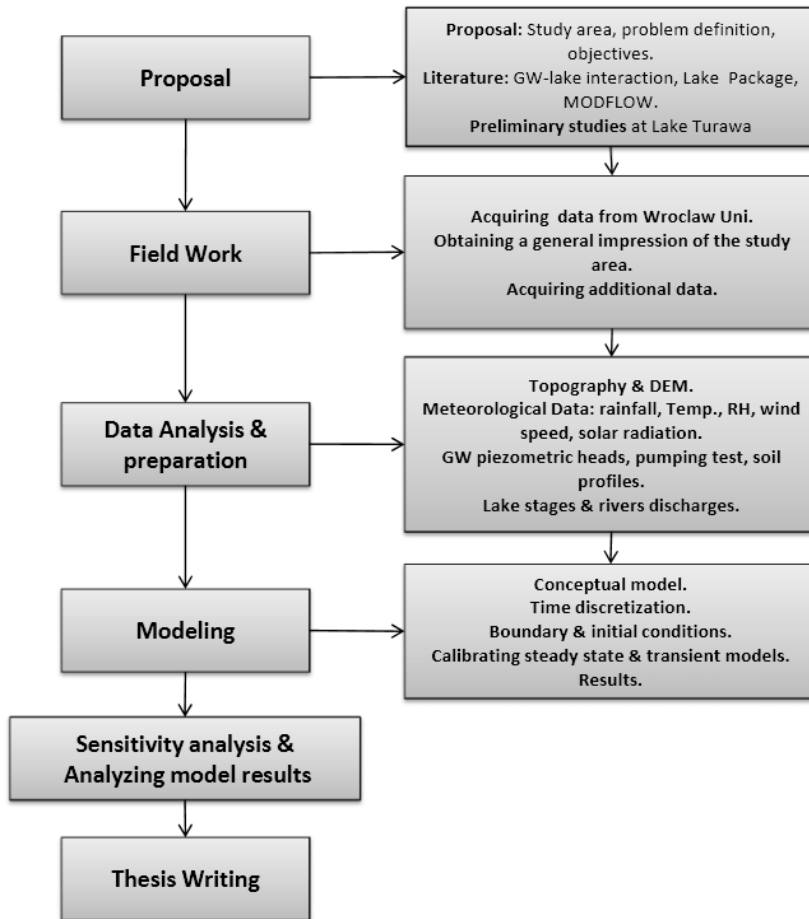 Proposal
Proposal: Study area, problem definition,
objectives.
Literature: GW-lake interaction, Lake Package,
MODFLOW.
Preliminary studies at Lake Turawa
Field Work
Acquiring data from Wroclaw Uni.
Obtaining a general impression of the study
area.
Acquiring additional data.
Data Analysis &
preparation
Topography & DEM.
Meteorological Data: rainfall, Temp., RH, wind
speed, solar radiation.
GW piezometric heads, pumping test, soil
profiles.
Lake stages & rivers discharges.
Modeling
Conceptual model.
Time discretization.
Boundary & initial conditions.
Calibrating steady state & transient models.
Results.
Sensitivity analysis &
Analyzing model results
Thesis Writing